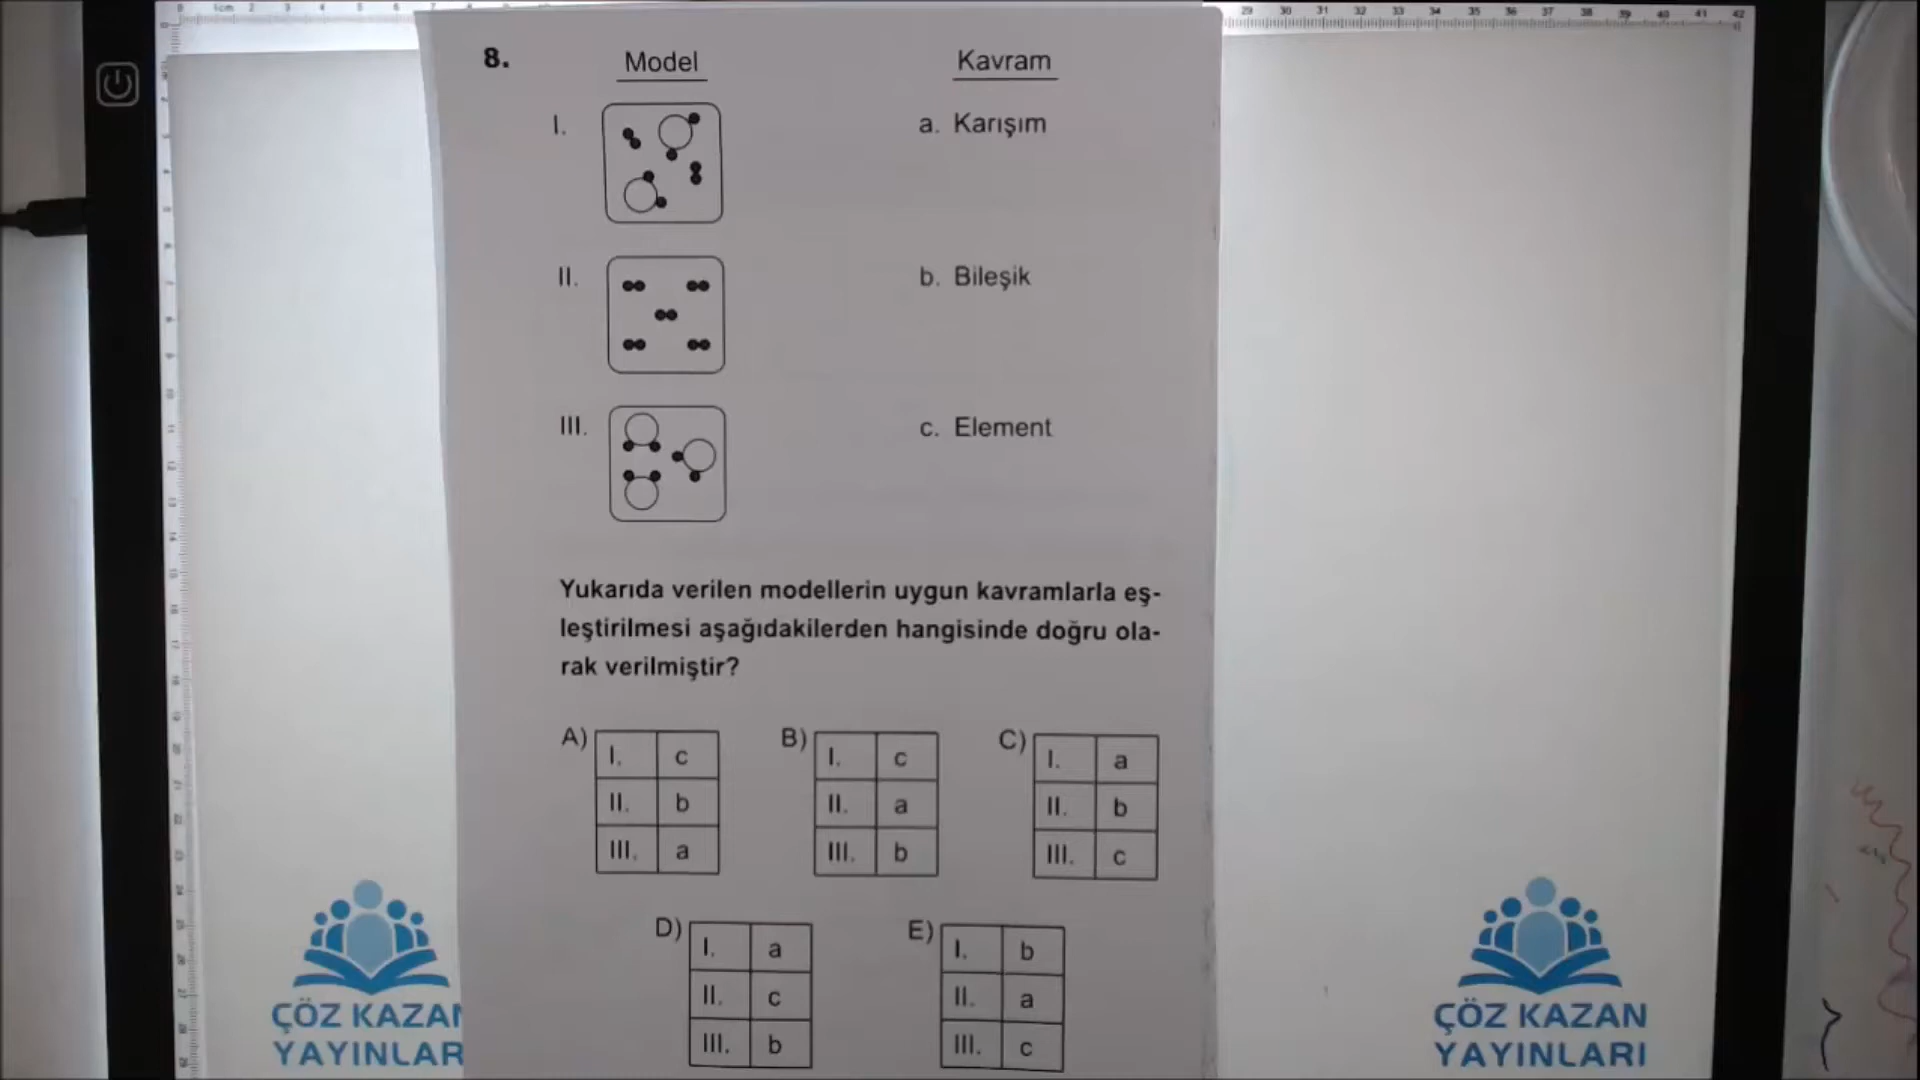 8.
Model Kavram
I. a. Karışım
II. b. Bileşik
III. c. Element
Yukarıda verilen modellerin uygun kavramlarla eş-
leştirilmesi aşağıdakilerden hangisinde doğru ola-
rak verilmiştir?
A)
I. c
II. b
III. a
B)
I. c
II. a
III. b
C)
I. a
II. b
III. c
D)
I. a
II. c
III. b
E)
I. b
II. a
III. c
ÇÖZ KAZAN
YAYINLAR
ÇÖZ KAZAN
YAYINLARI